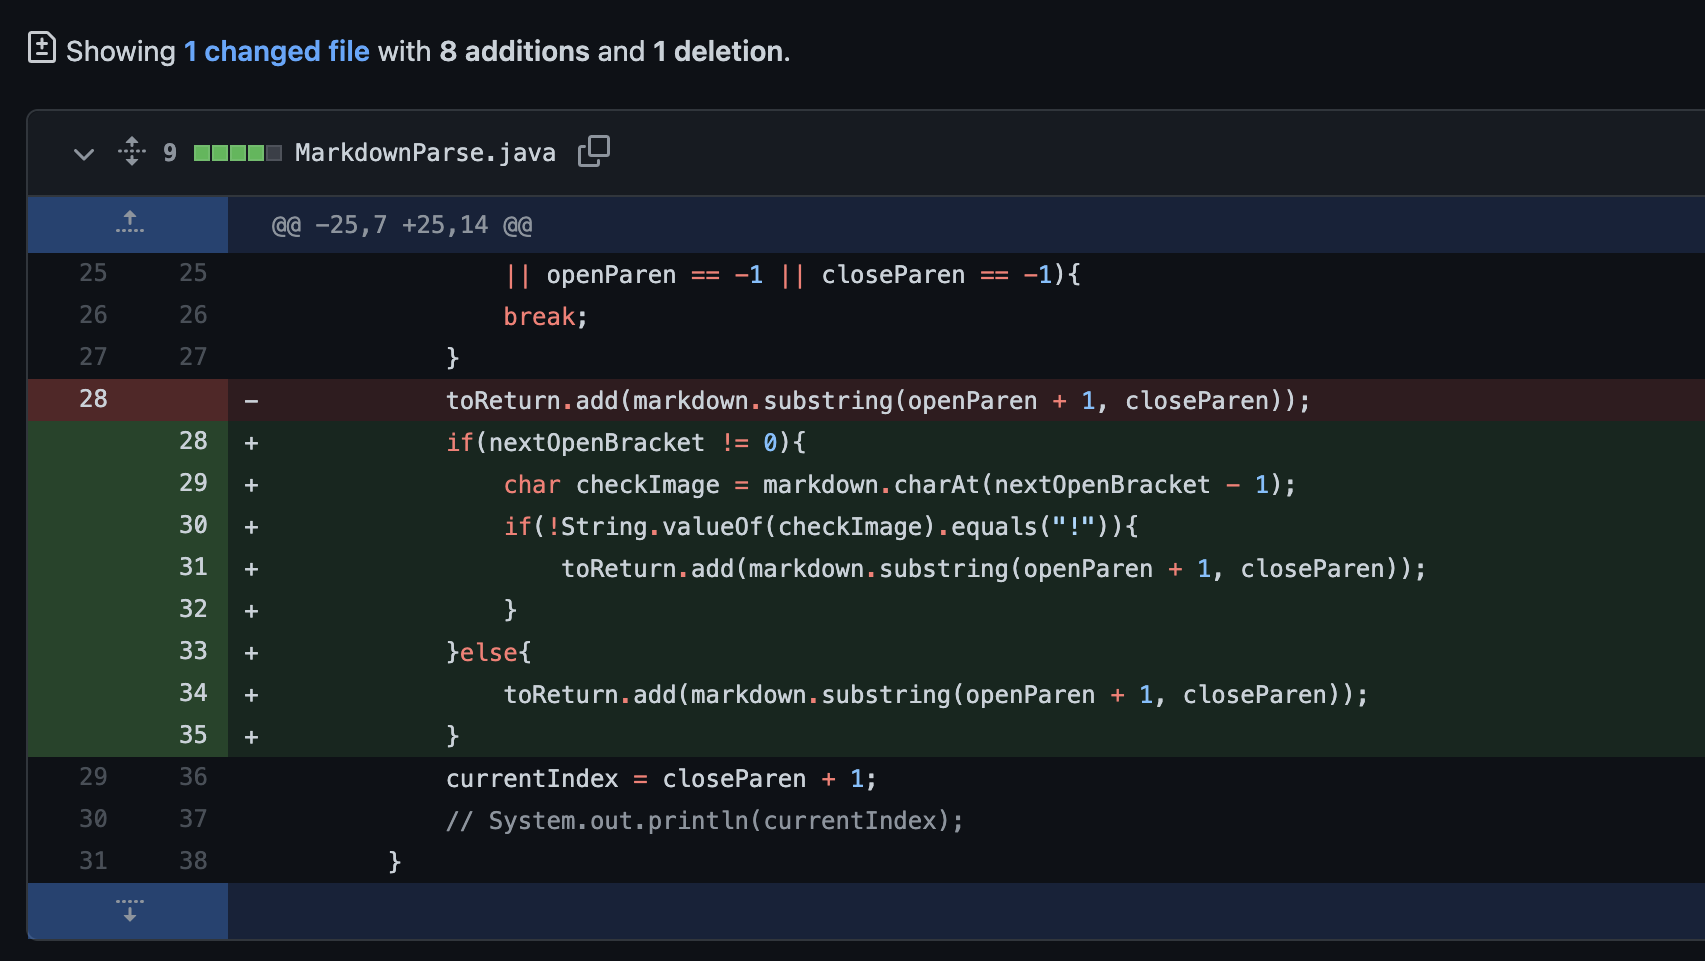 Showing 1 changed file with 8 additions and 1 deletion.
9 MarkdownParse.java
@@ -25,7 +25,14 @@
25 25 || openParen == -1 || closeParen == -1){
26 26 break;
27 27 }
28 - toReturn.add(markdown.substring(openParen + 1, closeParen));
28 + if(nextOpenBracket != 0){
29 + char checkImage = markdown.charAt(nextOpenBracket - 1);
30 + if(!String.valueOf(checkImage).equals("!")){
31 + toReturn.add(markdown.substring(openParen + 1, closeParen));
32 + }
33 + }else{
34 + toReturn.add(markdown.substring(openParen + 1, closeParen));
35 + }
29 36 currentIndex = closeParen + 1;
30 37 // System.out.println(currentIndex);
31 38 }